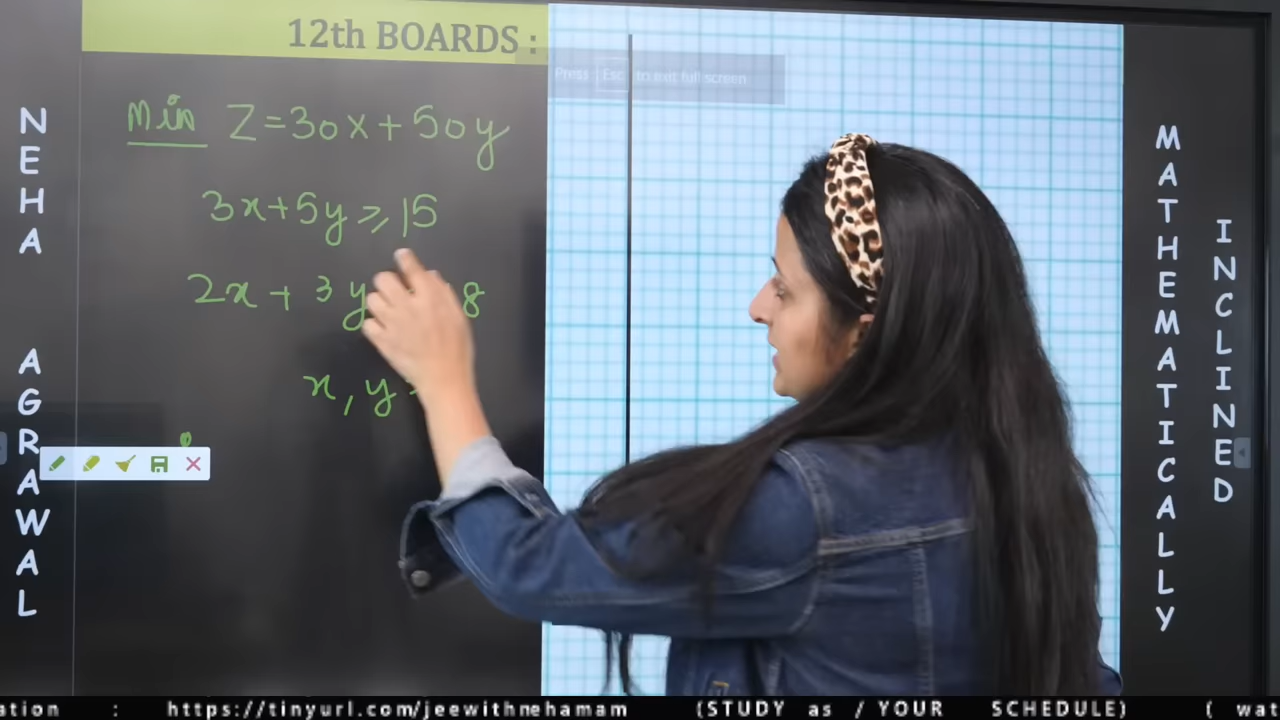 12th BOARDS :
Press Esc to exit full screen
Min Z=30x+50y
3x+5y≥15
2x + 3y 18
x, y
NEHA AGRAWAL
MATHEMATICALLY
INCLINED
ation : https://tinyurl.com/jeewithnehamam (STUDY as / YOUR SCHEDULE) ( wat